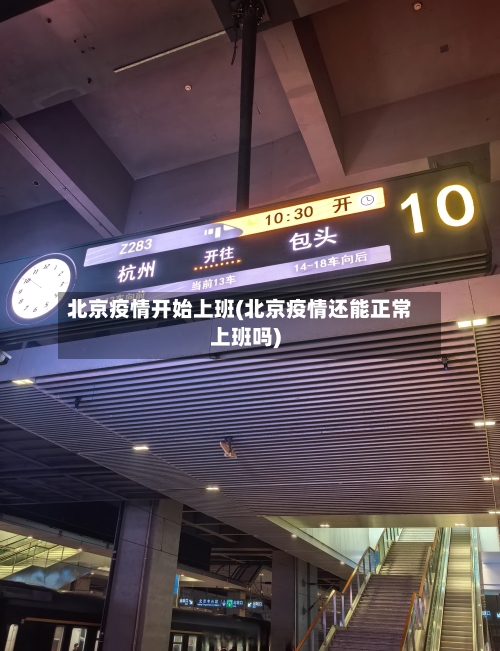 10:30 开
10
Z283
杭州 开往 包头
当前13车 14-18车向后
北京疫情开始上班(北京疫情还能正常
上班吗)